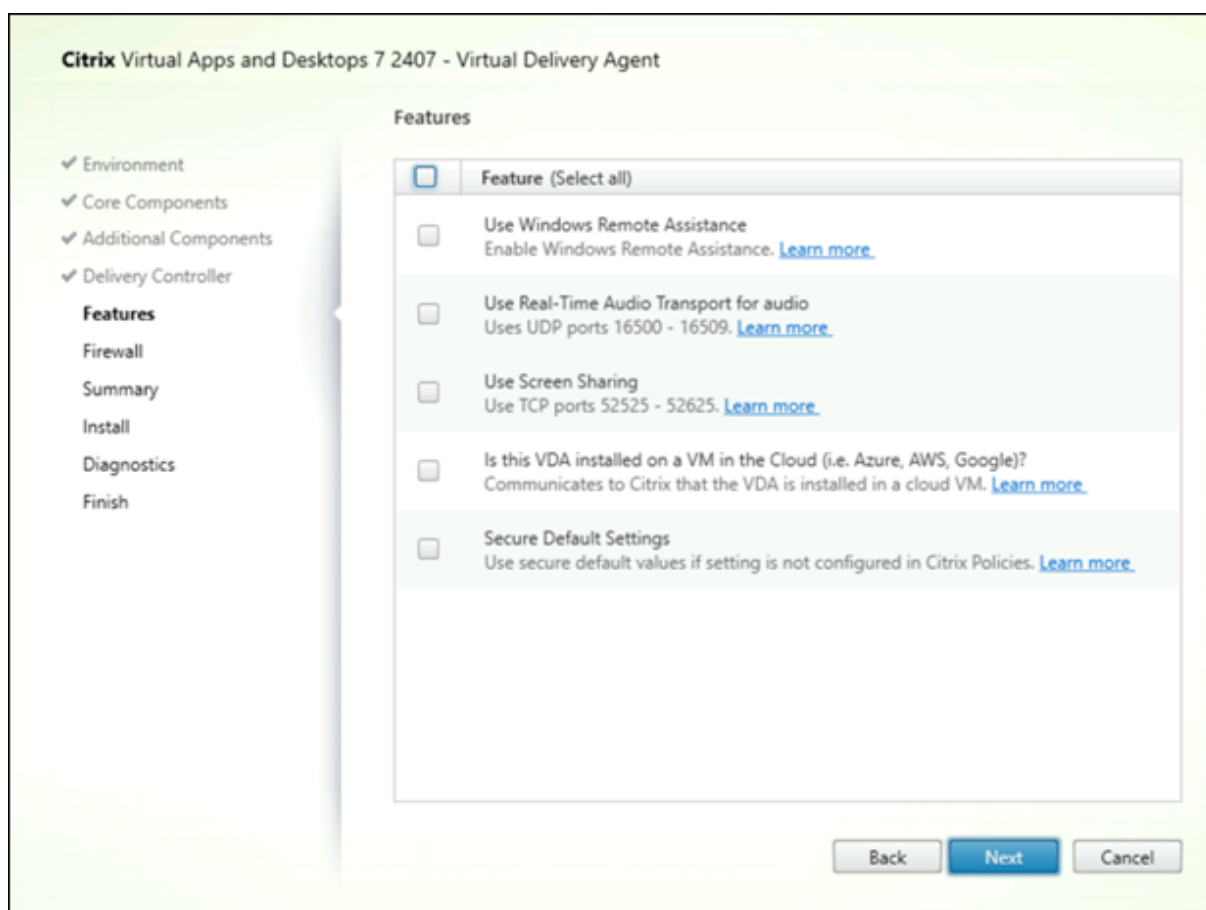 Citrix Virtual Apps and Desktops 7 2407 - Virtual Delivery Agent
Environment
Core Components
Additional Components
Delivery Controller
Features
Firewall
Summary
Install
Diagnostics
Finish
Features
Feature (Select all)
Use Windows Remote Assistance
Enable Windows Remote Assistance. Learn more
Use Real-Time Audio Transport for audio
Uses UDP ports 16500 - 16509. Learn more
Use Screen Sharing
Use TCP ports 52525 - 52625. Learn more
Is this VDA installed on a VM in the Cloud (i.e. Azure, AWS, Google)?
Communicates to Citrix that the VDA is installed in a cloud VM. Learn more
Secure Default Settings
Use secure default values if setting is not configured in Citrix Policies. Learn more
Back
Next
Cancel